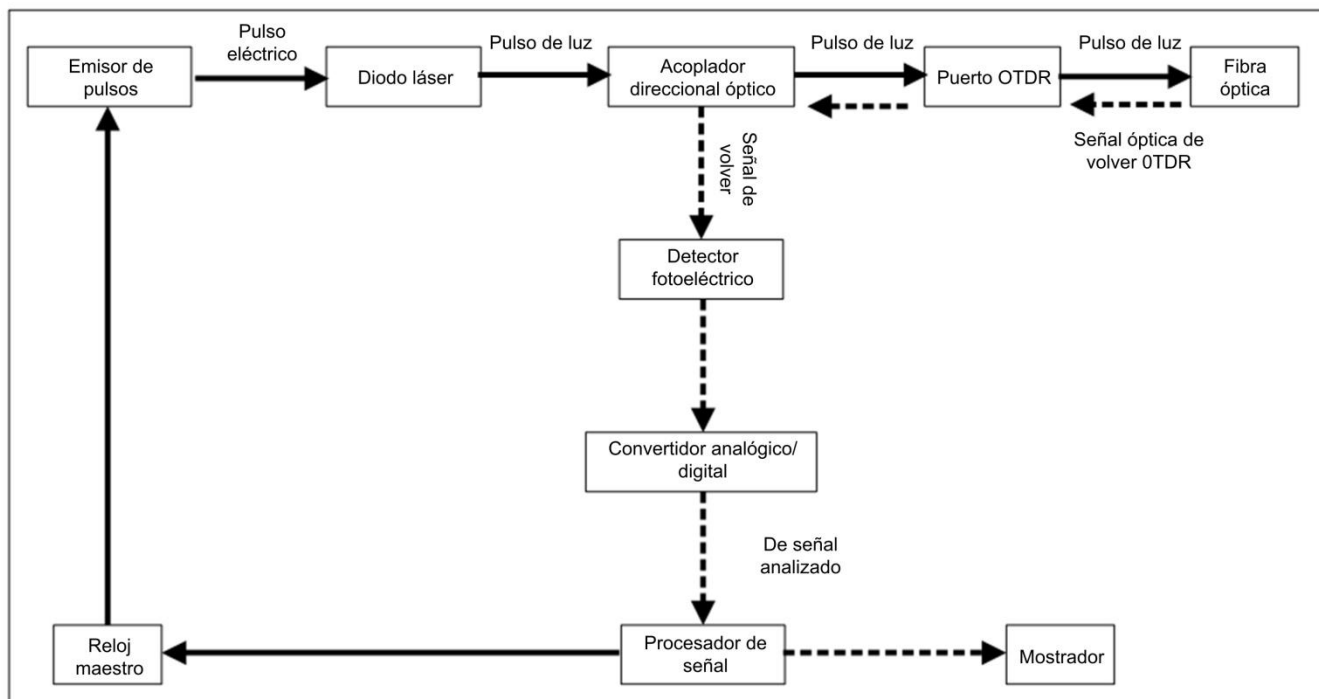 Pulso
eléctrico
Pulso de luz
Pulso de luz
Pulso de luz
Emisor de
pulsos
Diodo láser
Acoplador
direccional óptico
Puerto OTDR
Fibra
óptica
Señal óptica de
volver 0TDR
Señal de
volver
Detector
fotoeléctrico
Convertidor analógico/
digital
De señal
analizado
Reloj
maestro
Procesador de
señal
Mostrador